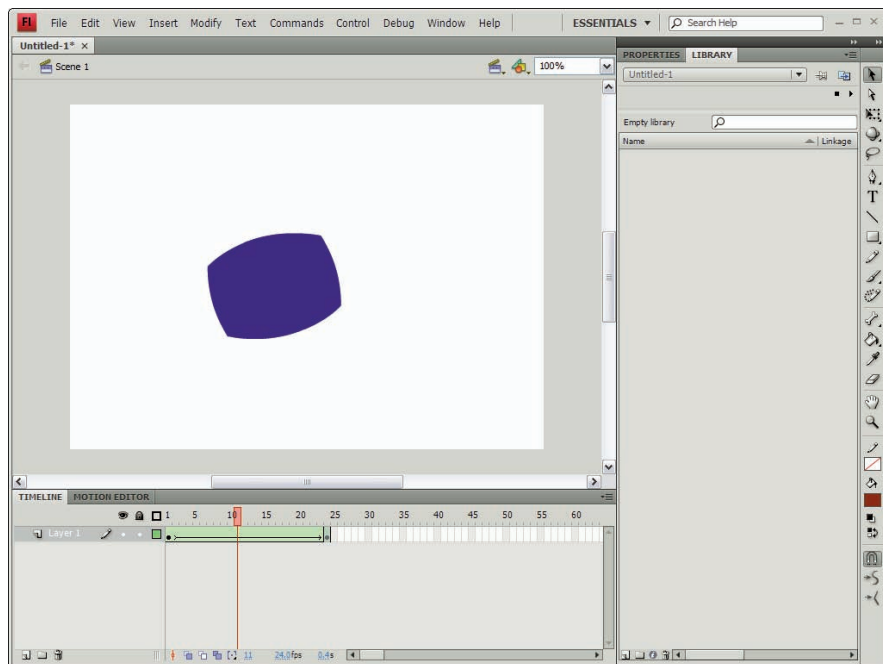 Fl File Edit View Insert Modify Text Commands Control Debug Window Help ESSENTIALS Search Help
Untitled-1* ×
Scene 1 100%
PROPERTIES LIBRARY
Untitled-1
Empty library
Name Linkage
T
TIMELINE MOTION EDITOR
1 5 10 15 20 25 30 35 40 45 50 55 60
Layer 1
11 24.0fps 0.4s